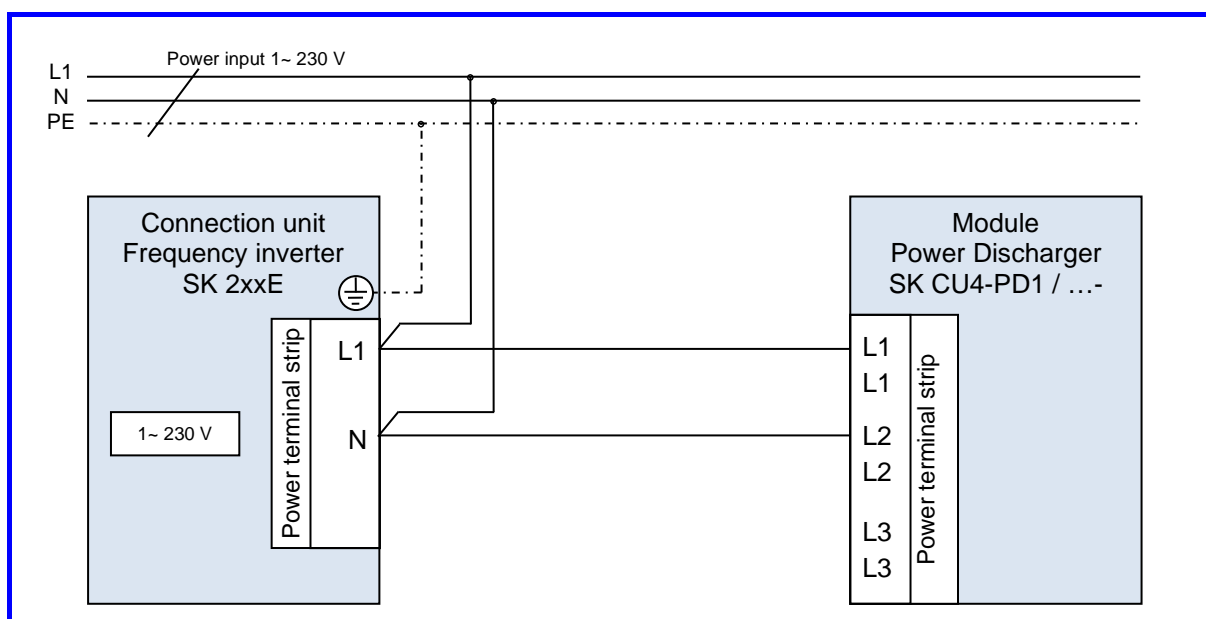 Power input 1~ 230 V
L1
N
PE
Connection unit
Frequency inverter
SK 2xxE
Power terminal strip
L1
N
1~ 230 V
Module
Power Discharger
SK CU4-PD1 / …-
L1
L1
L2
L2
L3
L3
Power terminal strip